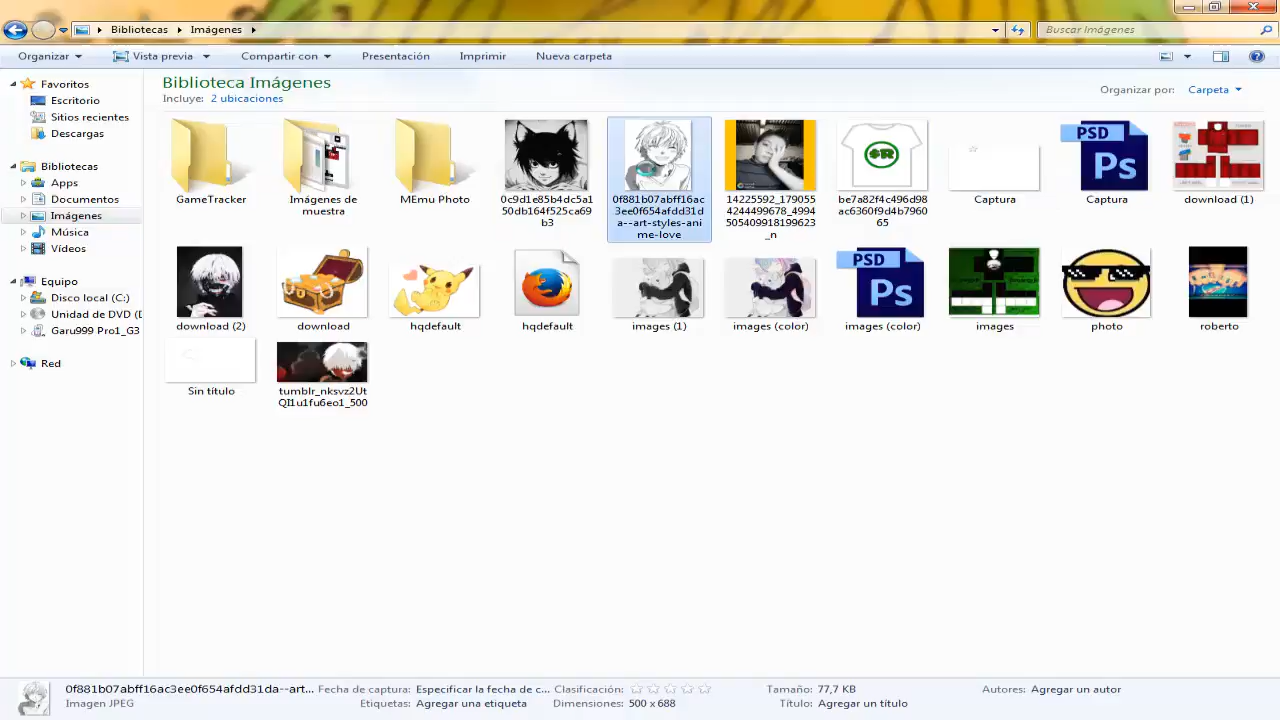 Bibliotecas Imágenes
Buscar Imágenes
Organizar Vista previa Compartir con Presentación Imprimir Nueva carpeta
Biblioteca Imágenes
Incluye: 2 ubicaciones
Organizar por: Carpeta
Favoritos
Escritorio
Sitios recientes
Descargas
Bibliotecas
Apps
Documentos
Imágenes
Música
Vídeos
Equipo
Disco local (C:)
Unidad de DVD (D
Garu999 Pro1_G3
Red
GameTracker
Imágenes de
muestra
MEmu Photo
0c9d1e85b4dc5a1
50db164f525ca69
b3
0f881b07abff16ac
3ee0f654afdd31d
a--art-styles-ani
me-love
14225592_179055
4244499678_4994
505409918199623
_n
be7a82f4c496d98
ac6360f9d4b7960
65
Captura
PSD
Ps
Captura
download (1)
download (2)
download
hqdefault
hqdefault
images (1)
images (color)
PSD
Ps
images (color)
images
photo
roberto
Sin título
tumblr_nksvz2Ut
QI1u1fu6eo1_500
0f881b07abff16ac3ee0f654afdd31da--art... Fecha de captura: Especificar la fecha de c... Clasificación: Tamaño: 77,7 KB Autores: Agregar un autor
Imagen JPEG Etiquetas: Agregar una etiqueta Dimensiones: 500 x 688 Título: Agregar un título